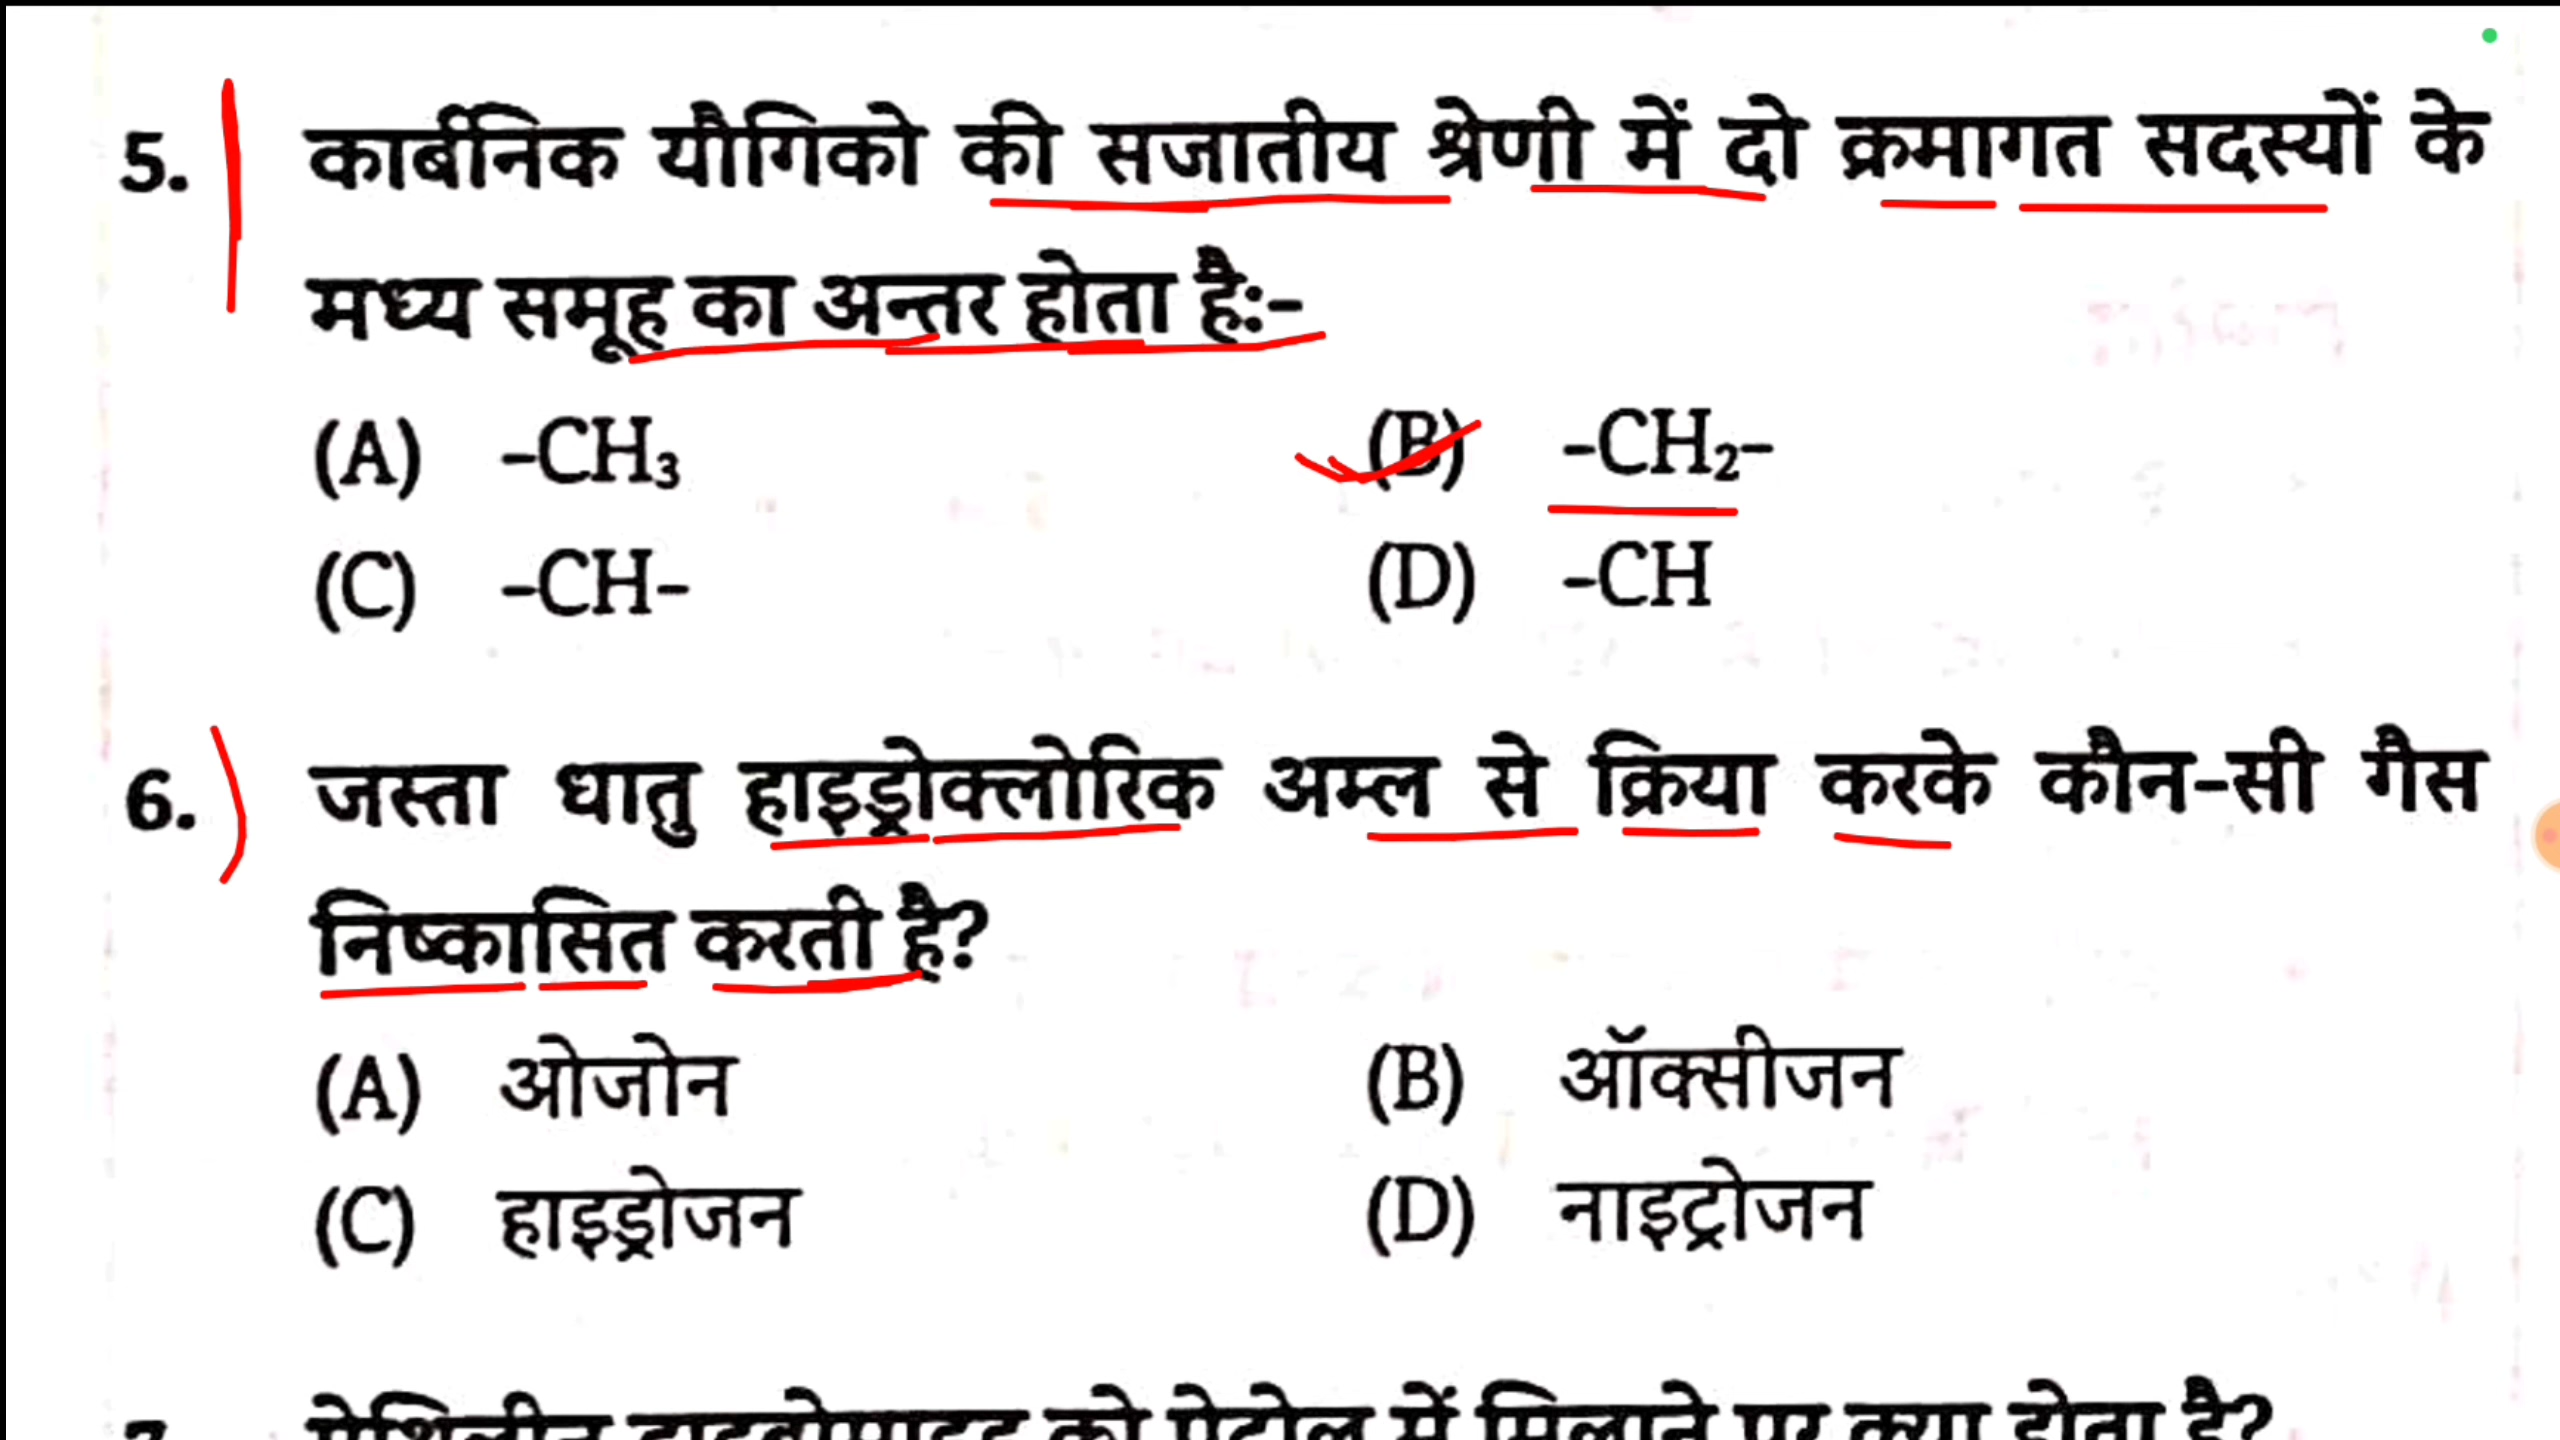 5. कार्बनिक यौगिको की सजातीय श्रेणी में दो क्रमागत सदस्यों के
मध्य समूह का अन्तर होता है:-
(A) -CH₃ (B) -CH₂-
(C) -CH- (D) -CH
6. जस्ता धातु हाइड्रोक्लोरिक अम्ल से क्रिया करके कौन-सी गैस
निष्कासित करती है?
(A) ओजोन (B) ऑक्सीजन
(C) हाइड्रोजन (D) नाइट्रोजन
को पेट्रोल में मिलाने पर क्या होता है?